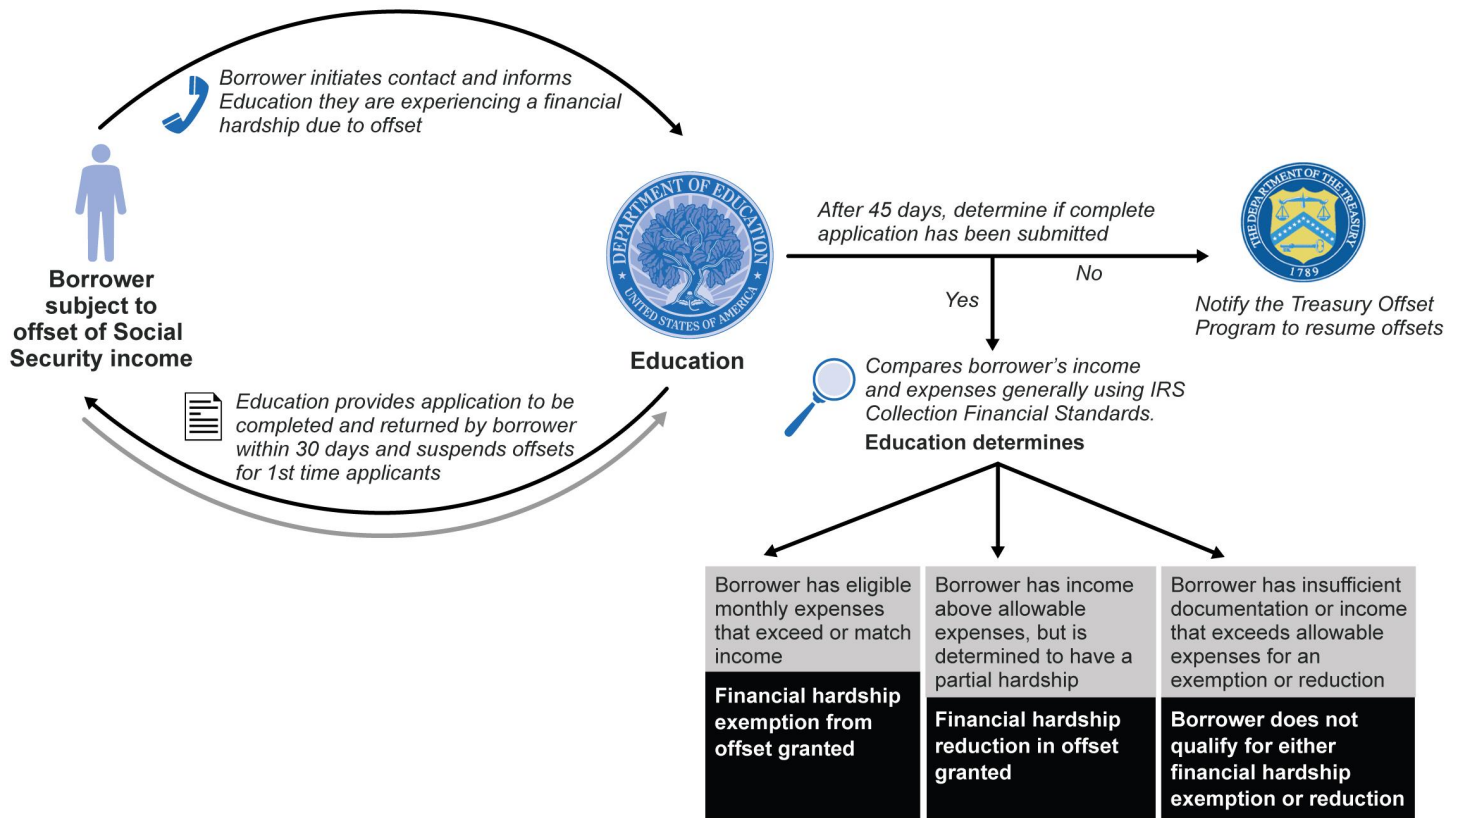 Borrower initiates contact and informs
Education they are experiencing a financial
hardship due to offset
Borrower
subject to
offset of Social
Security income
DEPARTMENT OF EDUCATION
UNITED STATES OF AMERICA
Education
Education provides application to be
completed and returned by borrower
within 30 days and suspends offsets
for 1st time applicants
After 45 days, determine if complete
application has been submitted
No
Yes
THE DEPARTMENT OF THE TREASURY
1789
Notify the Treasury Offset
Program to resume offsets
Compares borrower’s income
and expenses generally using IRS
Collection Financial Standards.
Education determines
Borrower has eligible
monthly expenses
that exceed or match
income
Financial hardship
exemption from
offset granted
Borrower has income
above allowable
expenses, but is
determined to have a
partial hardship
Financial hardship
reduction in offset
granted
Borrower has insufficient
documentation or income
that exceeds allowable
expenses for an
exemption or reduction
Borrower does not
qualify for either
financial hardship
exemption or reduction